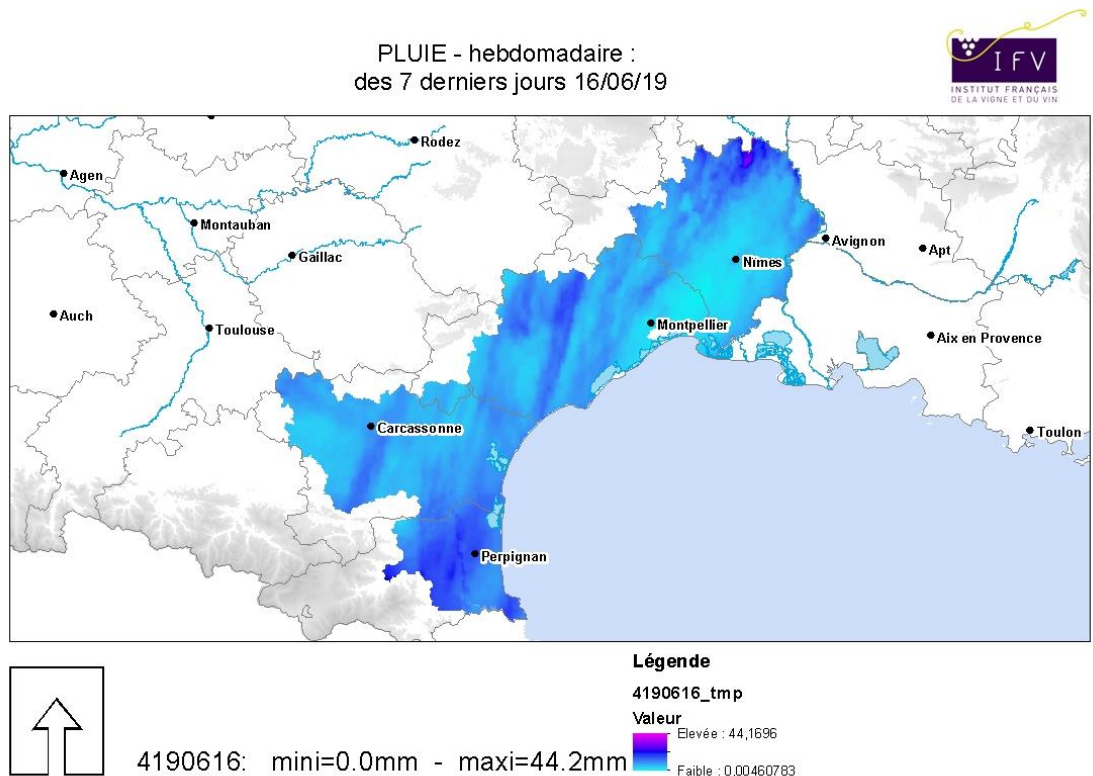 PLUIE - hebdomadaire :
des 7 derniers jours 16/06/19
IFV
INSTITUT FRANÇAIS
DE LA VIGNE ET DU VIN
Rodez
Agen
Montauban
Avignon
Apt
Gaillac
Nîmes
Auch
Toulouse
Montpellier
Aix en Provence
Carcassonne
Toulon
Perpignan
Légende
4190616_tmp
Valeur
Elevée : 44,1696
4190616: mini=0.0mm - maxi=44.2mm
Faible : 0.00460783